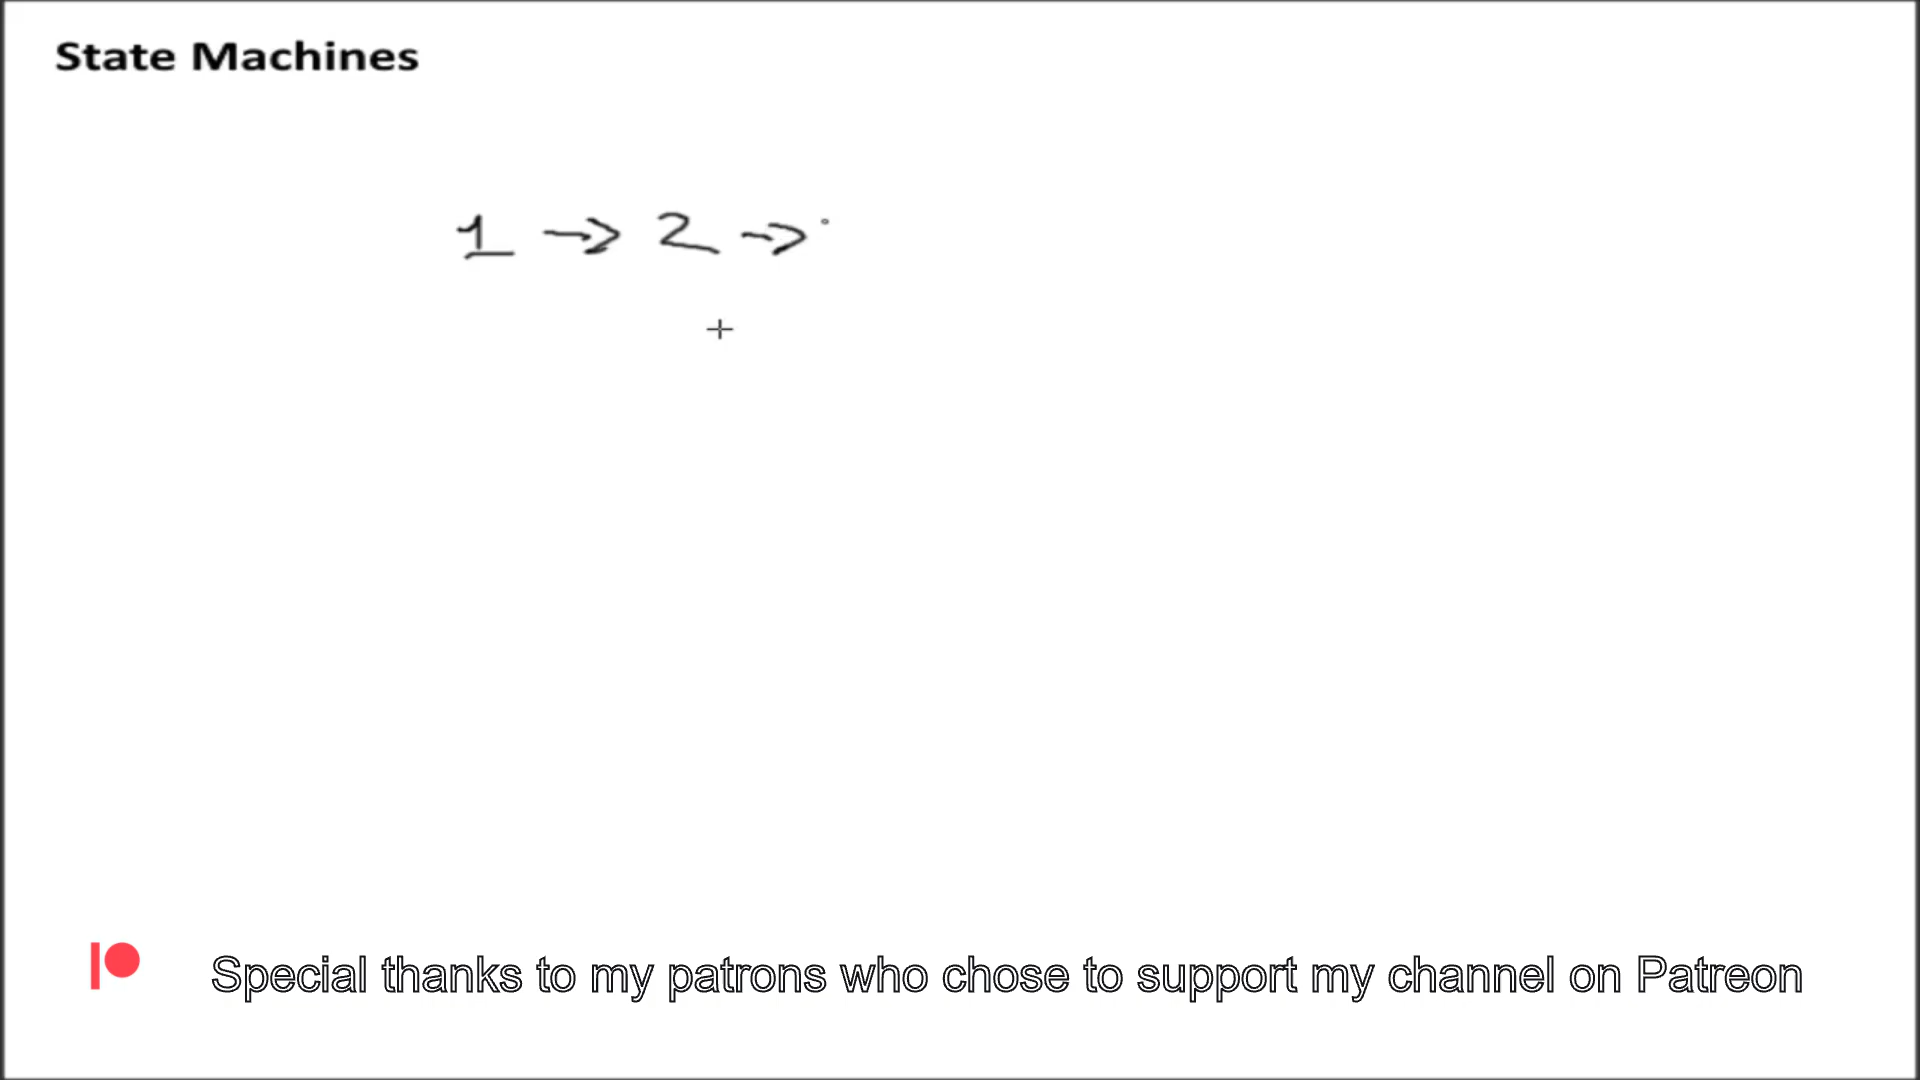 State Machines
1 → 2 →
Special thanks to my patrons who chose to support my channel on Patreon